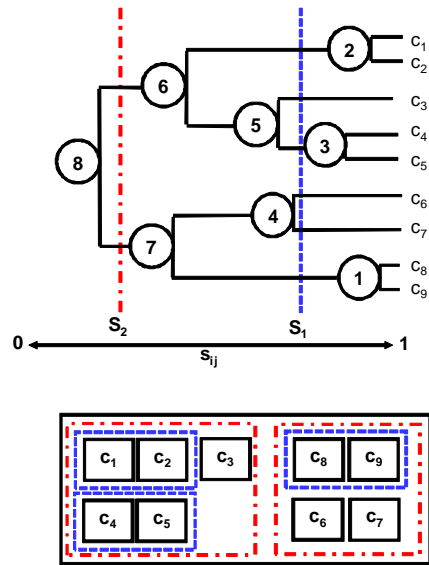 2 c₁
c₂
6
c₃
5
c₄
3
c₅
8
c₆
4
c₇
7
c₈
1
c₉
S₂ S₁
0 1
sᵢⱼ
c₁ c₂ c₃ c₈ c₉
c₄ c₅ c₆ c₇